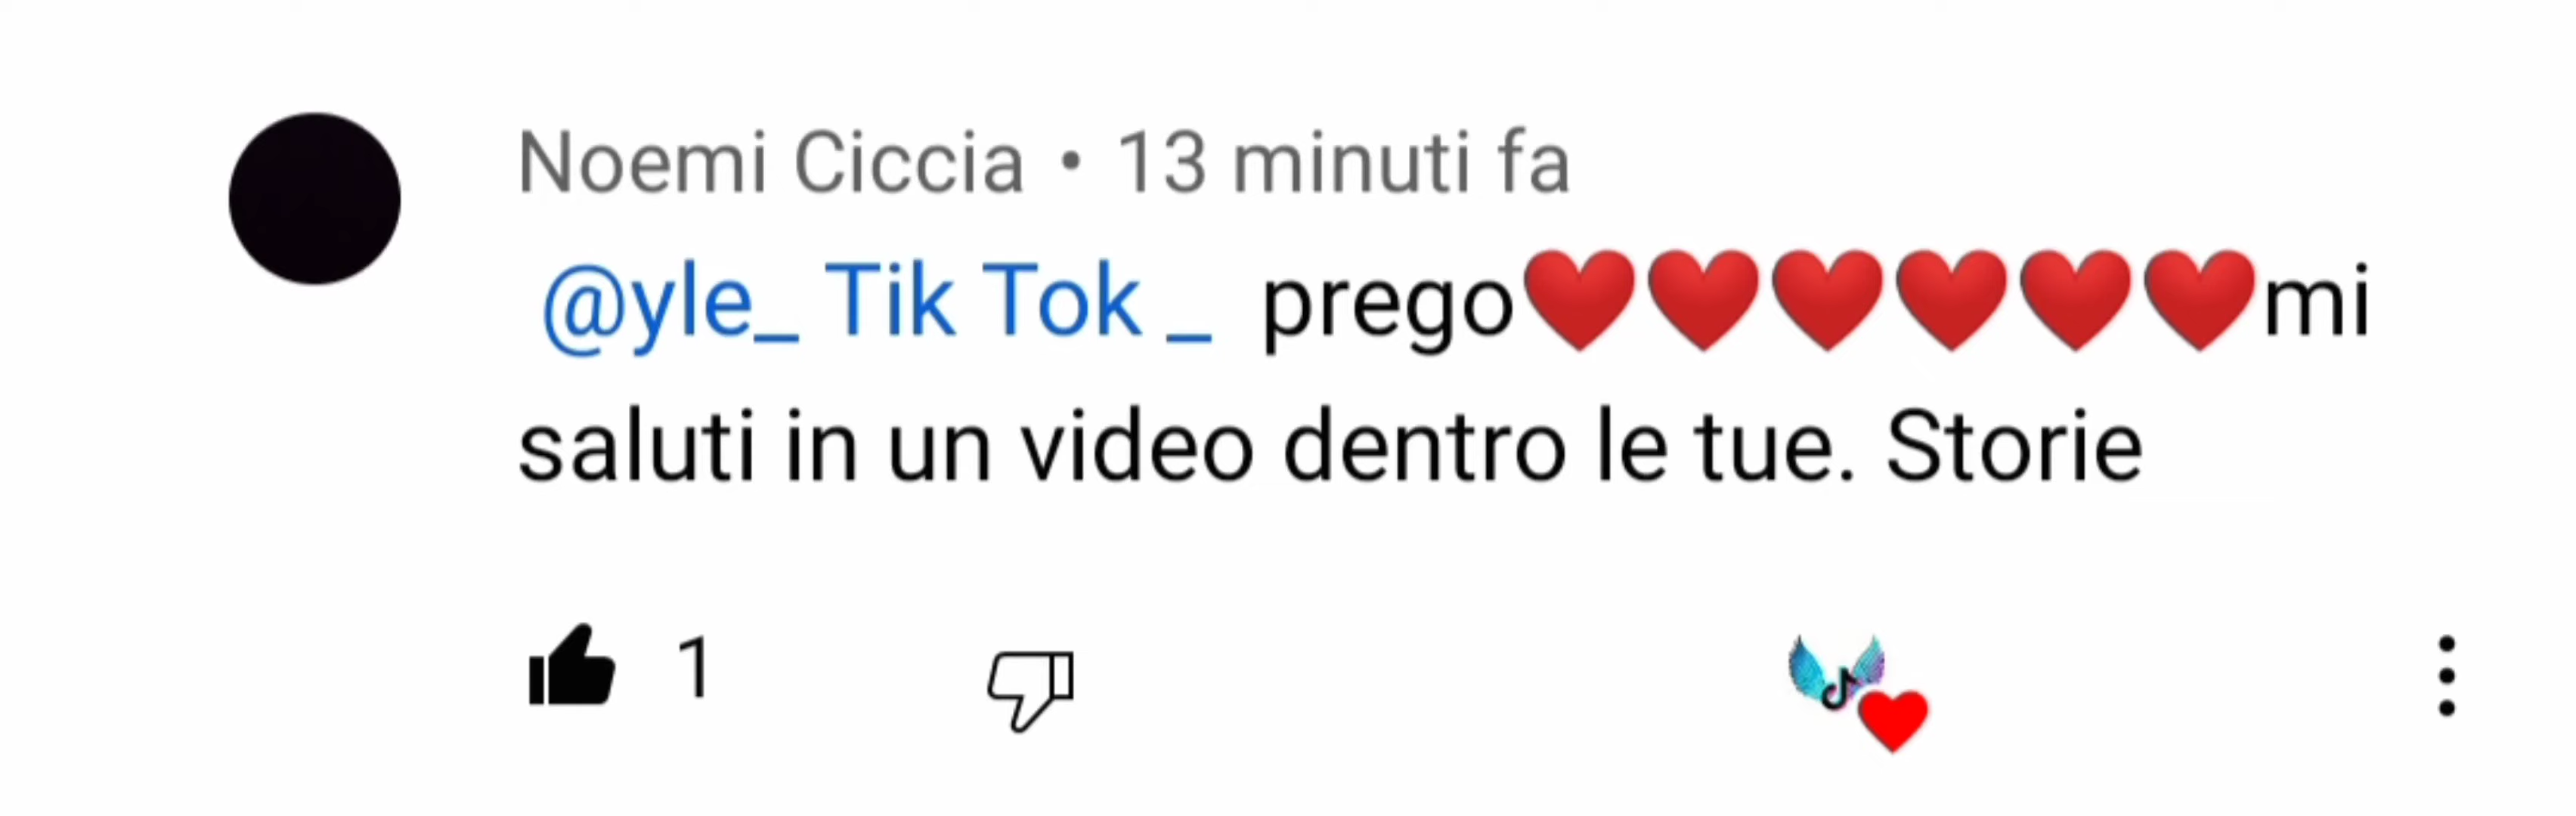 Noemi Ciccia • 13 minuti fa
@yle_ Tik Tok _ prego❤️❤️❤️❤️❤️❤️mi
saluti in un video dentro le tue. Storie
1